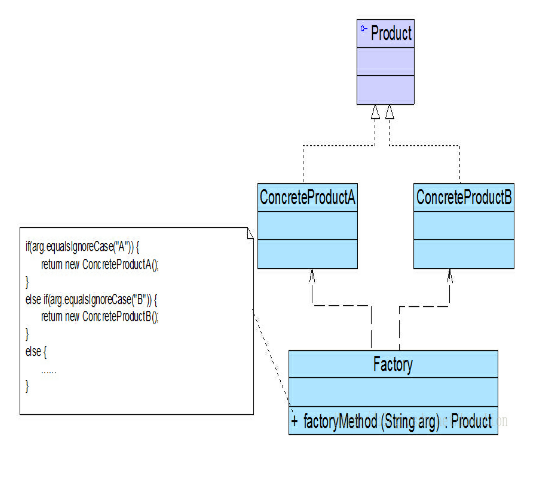 Product
ConcreteProductA
ConcreteProductB
if(arg.equalsIgnoreCase("A")) {
return new ConcreteProductA();
}
else if(arg.equalsIgnoreCase("B")) {
return new ConcreteProductB();
}
else {
......
}
Factory
+ factoryMethod (String arg) : Product